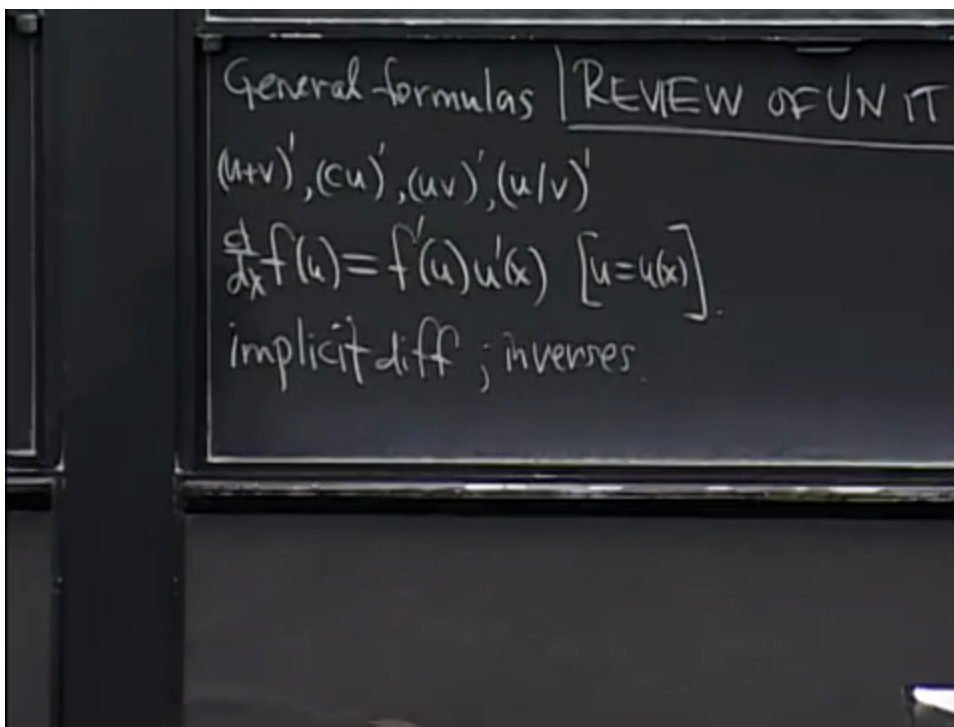 General formulas | REVIEW OF UNIT
(u+v)', (cu)', (uv)', (u/v)'
d/dx f(u) = f'(u)u'(x) [u=u(x)].
implicit diff ; inverses.